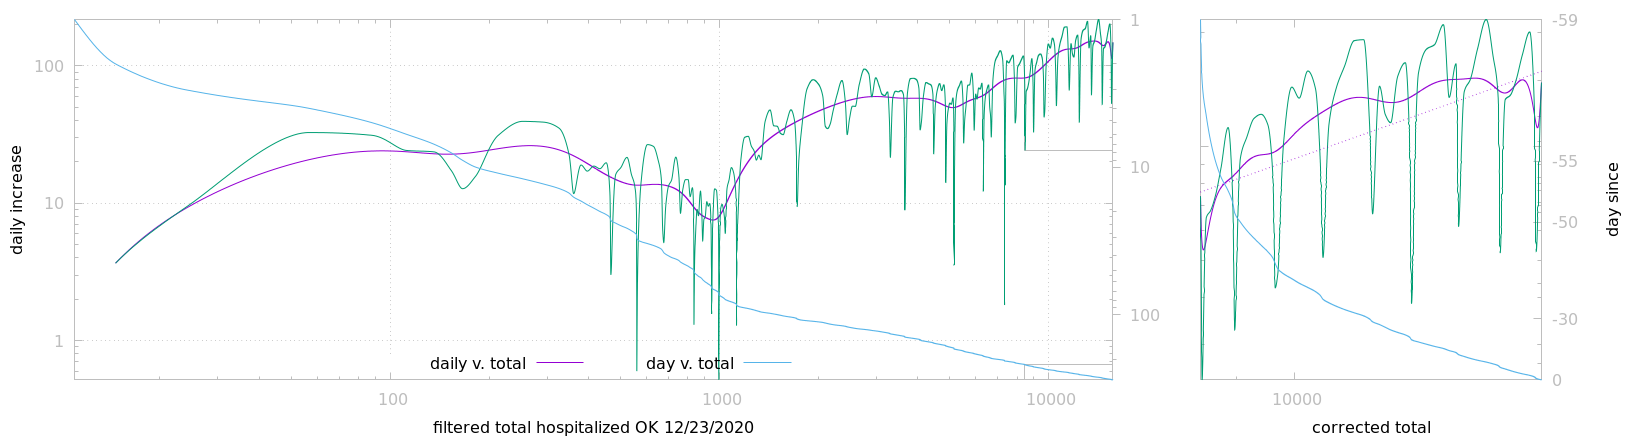 1
-59
100
daily increase
10
-55
day since
10
-50
100
-30
1
daily v. total
day v. total
0
100
1000
10000
10000
filtered total hospitalized OK 12/23/2020
corrected total